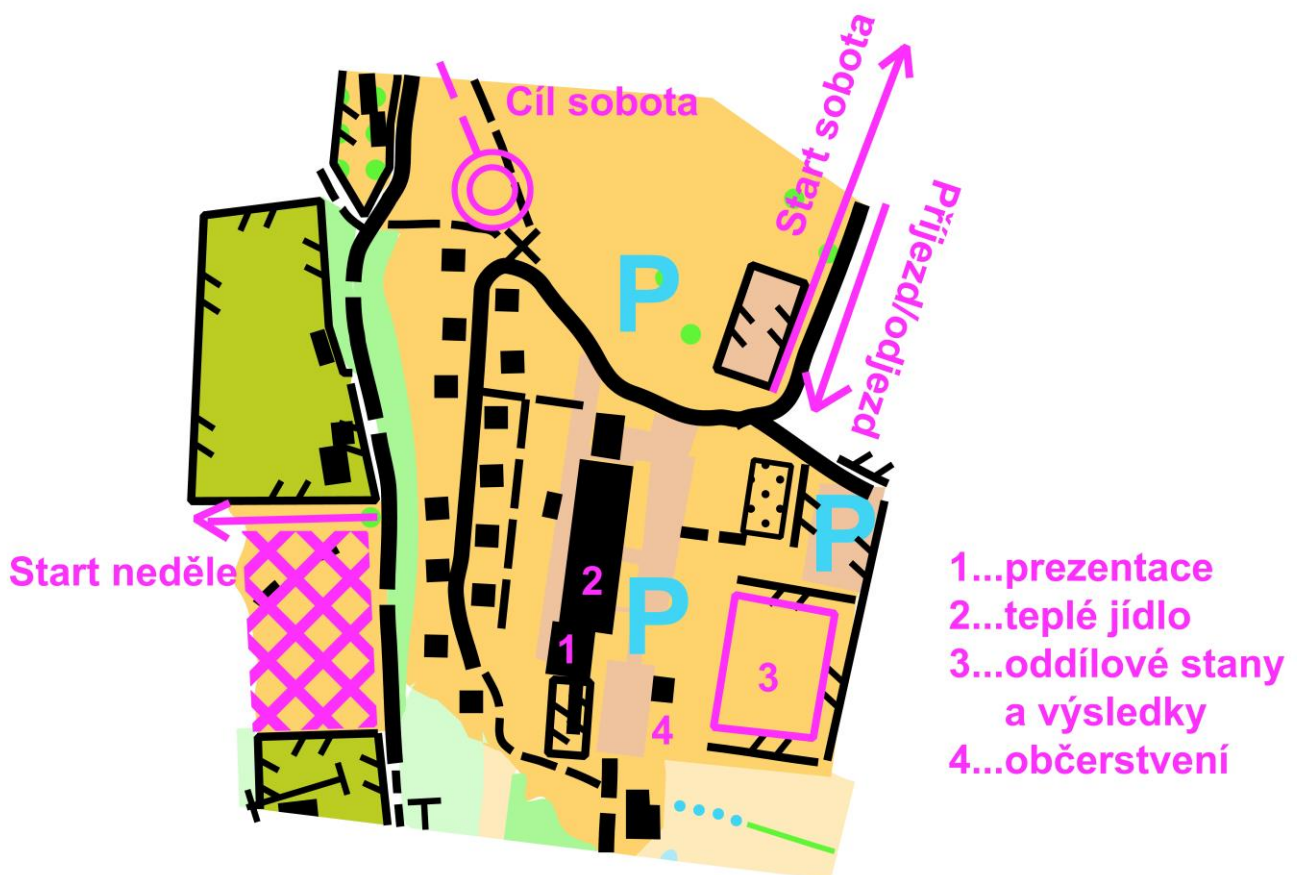 Cíl sobota
Start sobota
Příjezd/odjezd
P
P
Start neděle
2
P
1
3
4
1...prezentace
2...teplé jídlo
3...oddílové stany
a výsledky
4...občerstvení